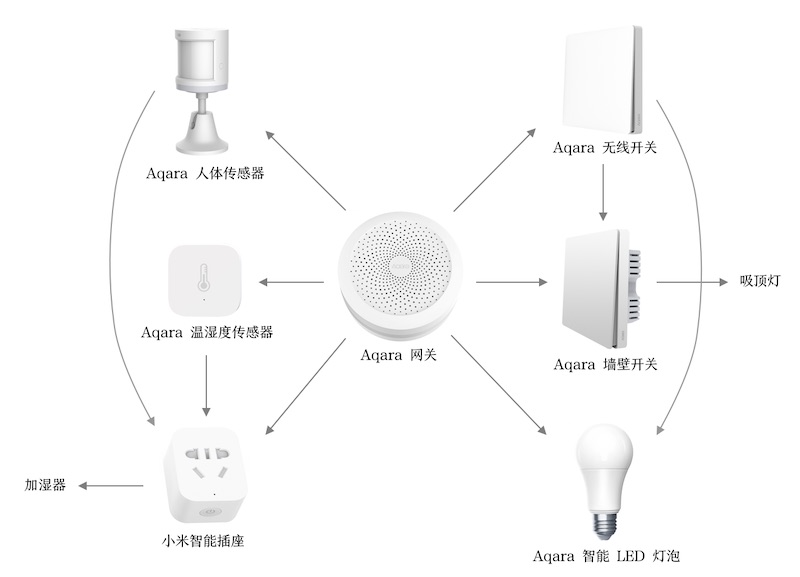 Aqara 人体传感器
Aqara 无线开关
Aqara 温湿度传感器
Aqara 网关
Aqara 墙壁开关
吸顶灯
加湿器
小米智能插座
Aqara 智能 LED 灯泡